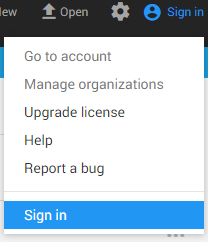 Open Sign in
Go to account
Manage organizations
Upgrade license
Help
Report a bug
Sign in